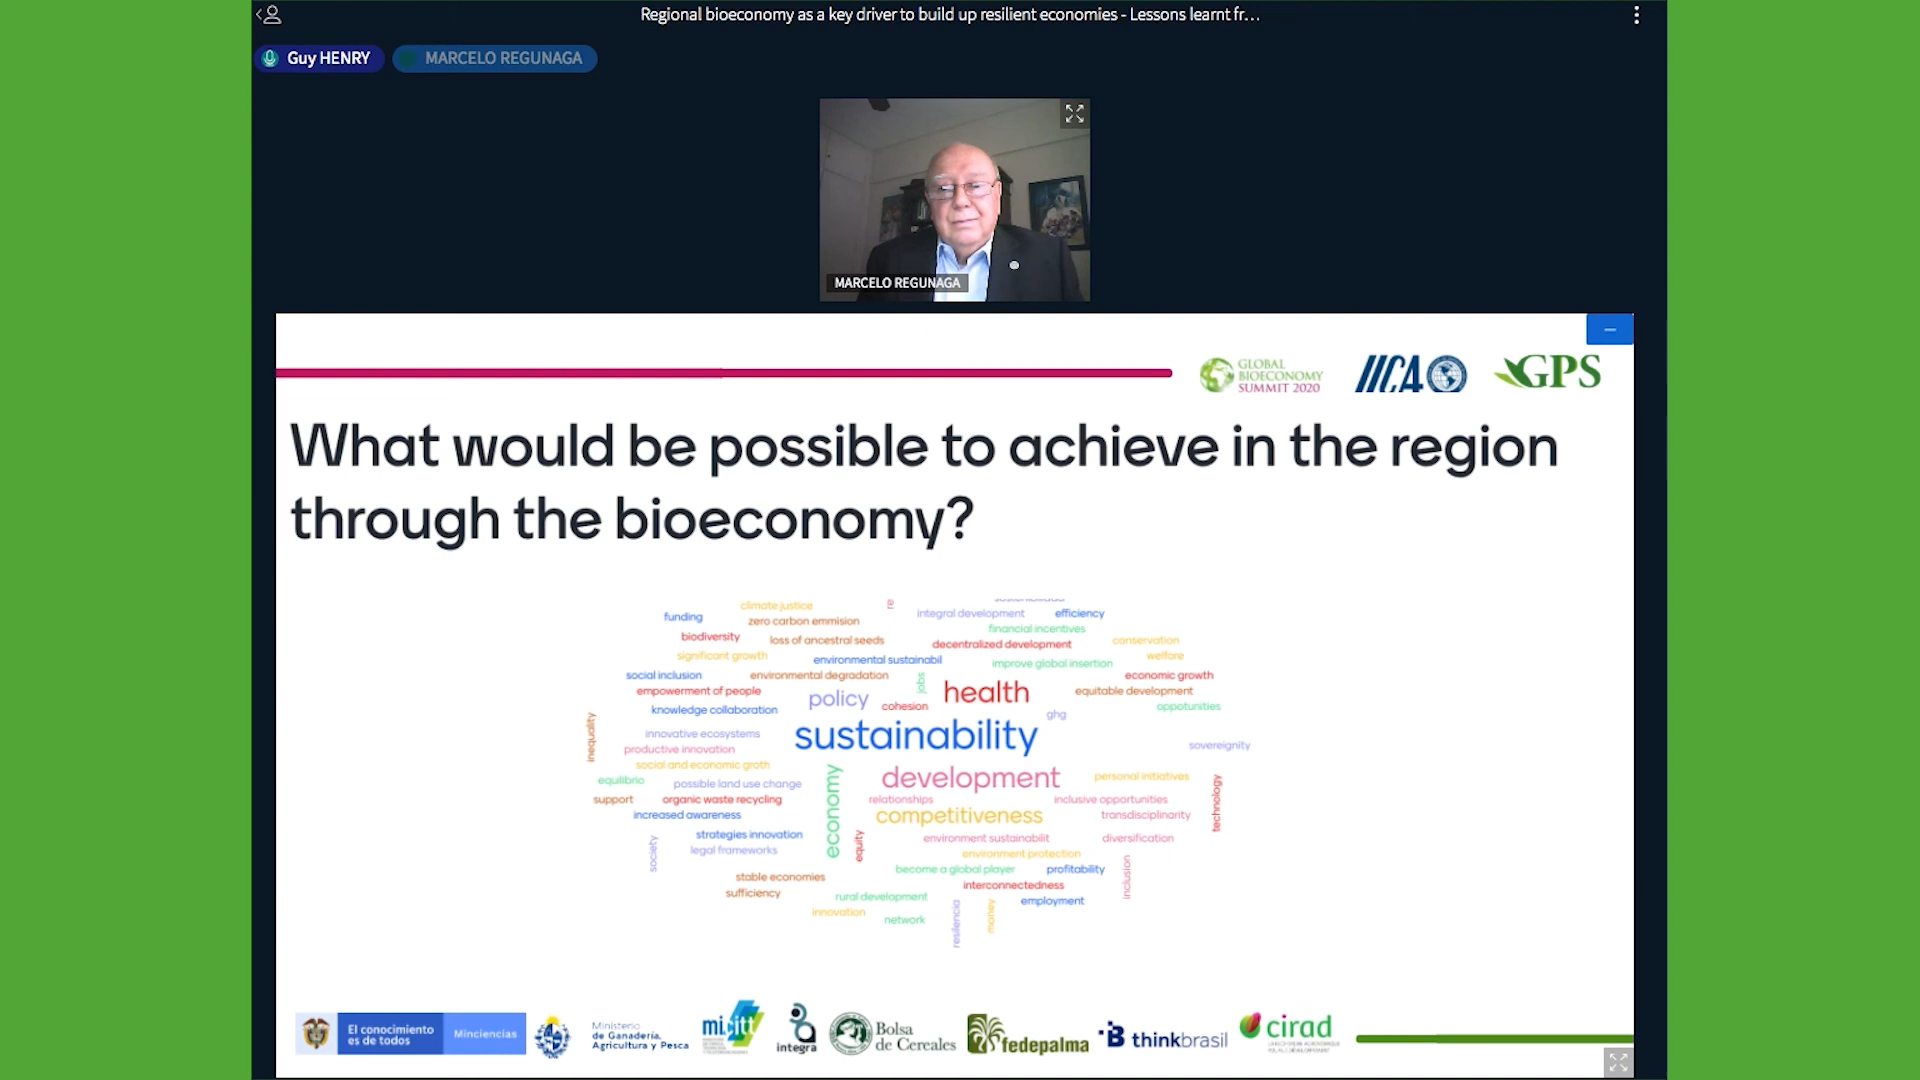 Regional bioeconomy as a key driver to build up resilient economies - Lessons learnt fr...
Guy HENRY
MARCELO REGUNAGA
MARCELO REGUNAGA
GLOBAL
BIOECONOMY
SUMMIT 2020
IICA
GPS
What would be possible to achieve in the region
through the bioeconomy?
climate justice
re
funding
integral development
efficiency
zero carbon emmision
financial incentives
biodiversity
loss of ancestral seeds
decentralized development
conservation
significant growth
environmental sustainabil
improve global insertion
welfare
social inclusion
environmental degradation
jobs
economic growth
empowerment of people
policy
health
equitable development
knowledge collaboration
cohesion
ghg
oppotunities
inequality
innovative ecosystems
sustainability
sovereignity
productive innovation
social and economic groth
equilibrio
possible land use change
economy
development
personal initiatives
technology
support
organic waste recycling
relationships
inclusive opportunities
increased awareness
competitiveness
transdisciplinarity
society
strategies innovation
equity
environment sustainabilit
diversification
legal frameworks
environment protection
become a global player
profitability
inclusion
stable economies
interconnectedness
sufficiency
rural development
employment
innovation
network
resilencia
money
El conocimiento
es de todos
Minciencias
Ministerio
de Ganadería,
Agricultura y Pesca
micitt
integra
Bolsa
de Cereales
fedepalma
thinkbrasil
cirad